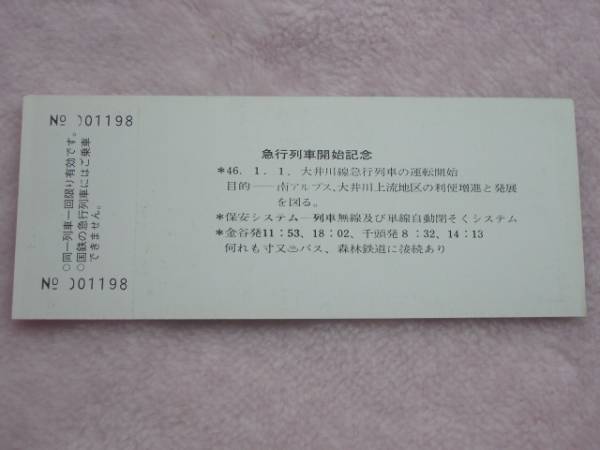 № 001198
○同一列車一回限り有効です。
○国鉄の急行列車にはご乗車
できません。
№ 001198
急行列車開始記念
*46．1．1．大井川線急行列車の運転開始
目的──南アルプス、大井川上流地区の利便増進と発展
を図る。
*保安システム─列車無線及び単線自動閉そくシステム
*金谷発11：53、18：02、千頭発8：32、14：13
何れも寸又♨バス、森林鉄道に接続あり